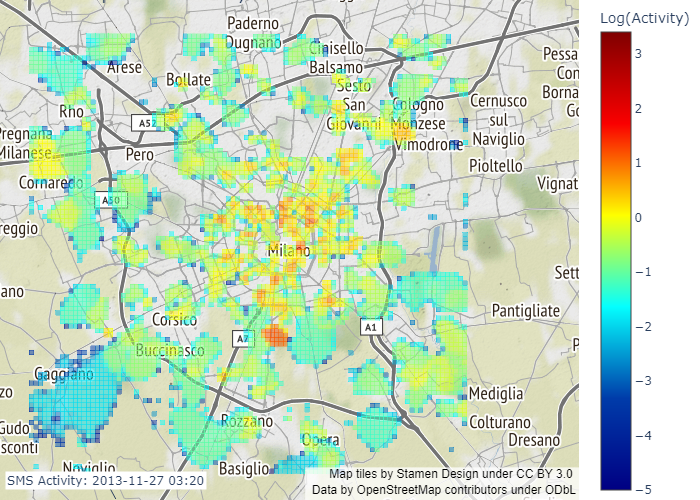 Log(Activity)
3
2
1
0
−1
−2
−3
−4
−5
Paderno
Dugnano
Cinisello
Balsamo
Arese
Bollate
Sesto
San
Giovanni
Cologno
Monzese
Cernusco
sul
Naviglio
Pessa
Con
Borna
Go
Rho
A52
Pregnana
Milanese
Pero
Vimodrone
Pioltello
Cornaredo
A50
Vignat
reggio
Milano
Sett
ano
Pantigliate
Corsico
A7
A1
Buccinasco
P
Gaggiano
zo
Mediglia
Rozzano
Colturano
Gudo
sconti
Opera
Dresano
Noviglio
Basiglio
SMS Activity: 2013-11-27 03:20
Map tiles by Stamen Design under CC BY 3.0
Data by OpenStreetMap contributors under ODbL